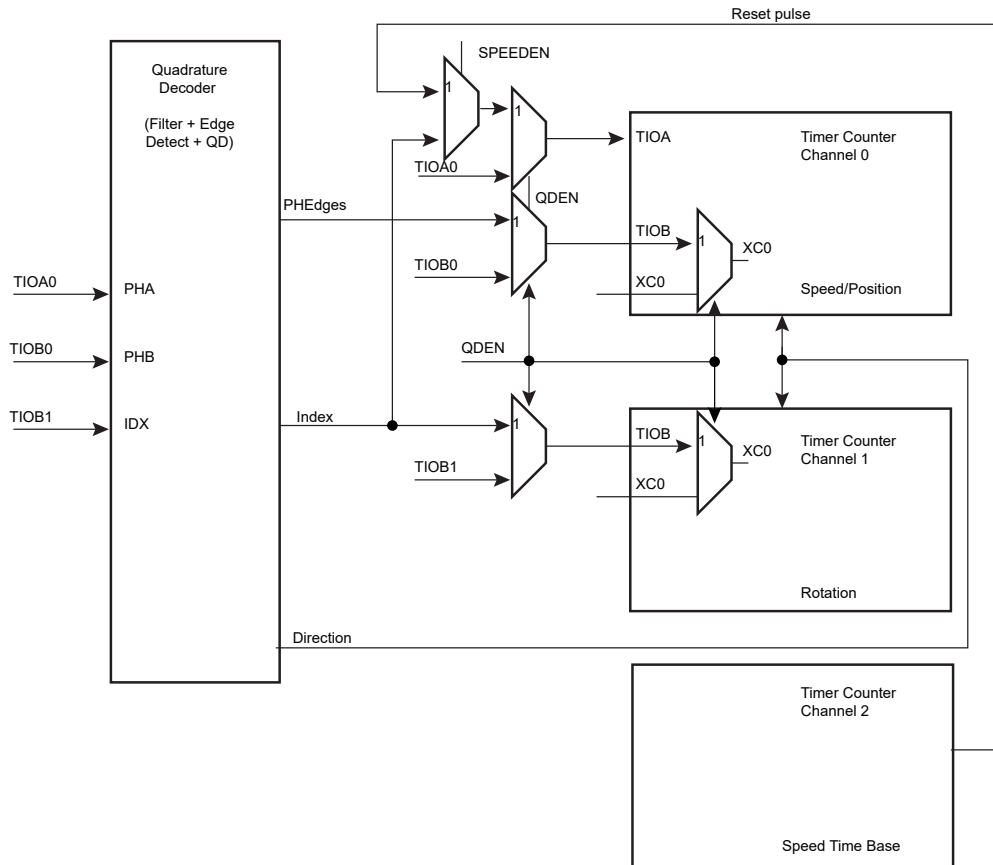 Reset pulse
SPEEDEN
Quadrature
Decoder
(Filter + Edge
Detect + QD)
1
1
TIOA
Timer Counter
Channel 0
TIOA0
QDEN
PHEdges
1
TIOB
1
XC0
TIOB0
XC0
Speed/Position
TIOA0
PHA
QDEN
TIOB0
PHB
TIOB1
IDX
Index
1
TIOB
1
XC0
Timer Counter
Channel 1
TIOB1
XC0
Rotation
Direction
Timer Counter
Channel 2
Speed Time Base